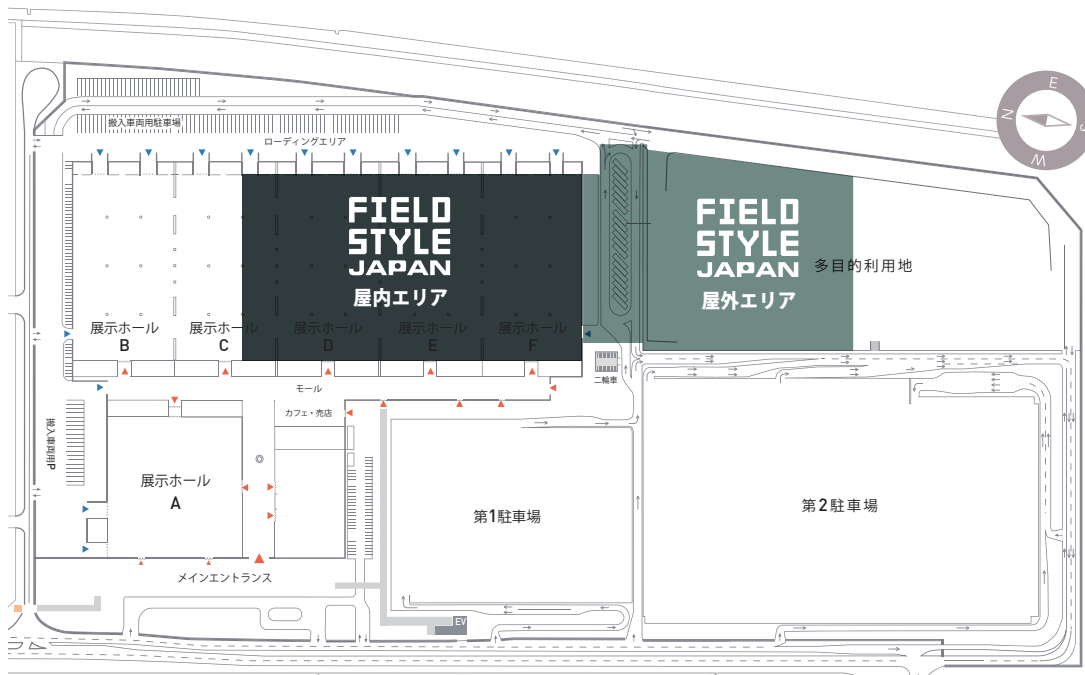 E
N
S
W
搬入車両用駐車場
ローディングエリア
FIELD
STYLE
JAPAN
屋内エリア
FIELD
STYLE
JAPAN
屋外エリア
多目的利用地
展示ホール
B
展示ホール
C
展示ホール
D
展示ホール
E
展示ホール
F
二輪車
モール
カフェ・売店
搬入車両用P
展示ホール
A
第1駐車場
第2駐車場
メインエントランス
EV